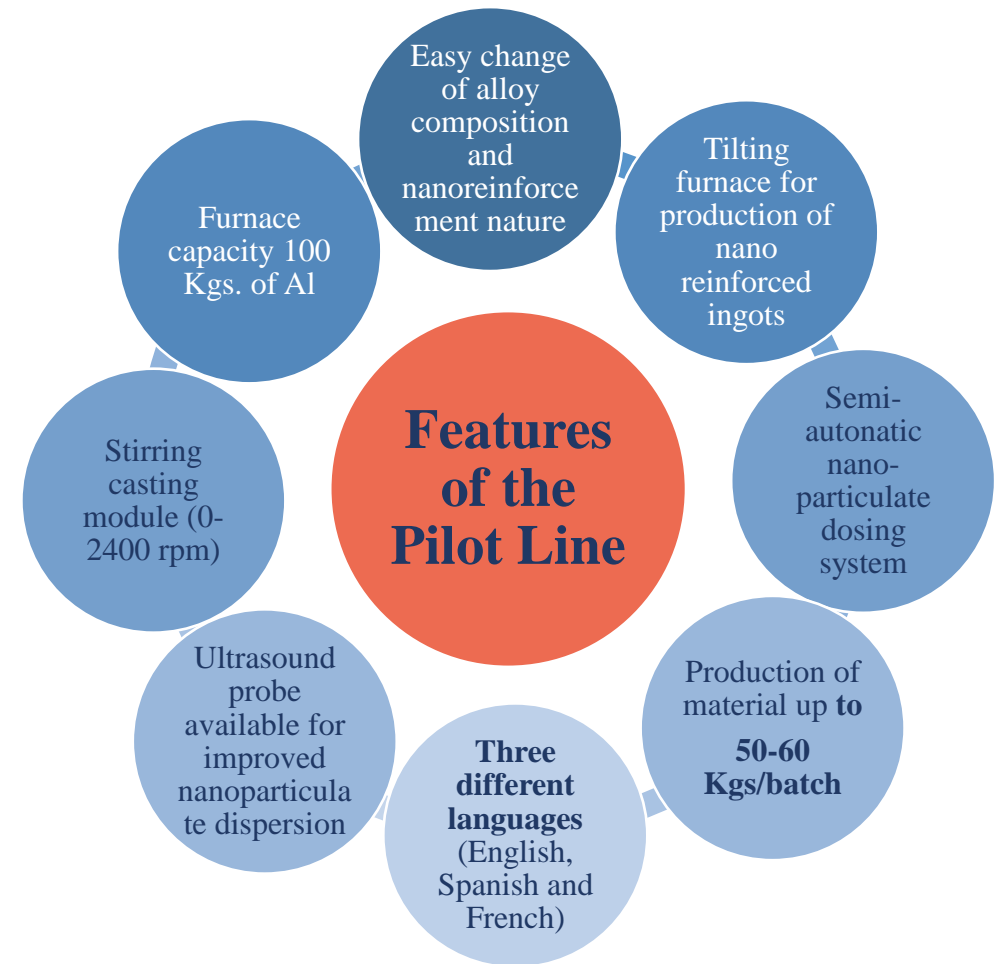 Easy change
of alloy
composition
and
nanoreinforce
ment nature
Tilting
furnace for
production of
nano
reinforced
ingots
Semi-
autonatic
nano-
particulate
dosing
system
Production of
material up to
50-60
Kgs/batch
Three
different
languages
(English,
Spanish and
French)
Ultrasound
probe
available for
improved
nanoparticula
te dispersion
Stirring
casting
module (0-
2400 rpm)
Furnace
capacity 100
Kgs. of Al
Features
of the
Pilot Line